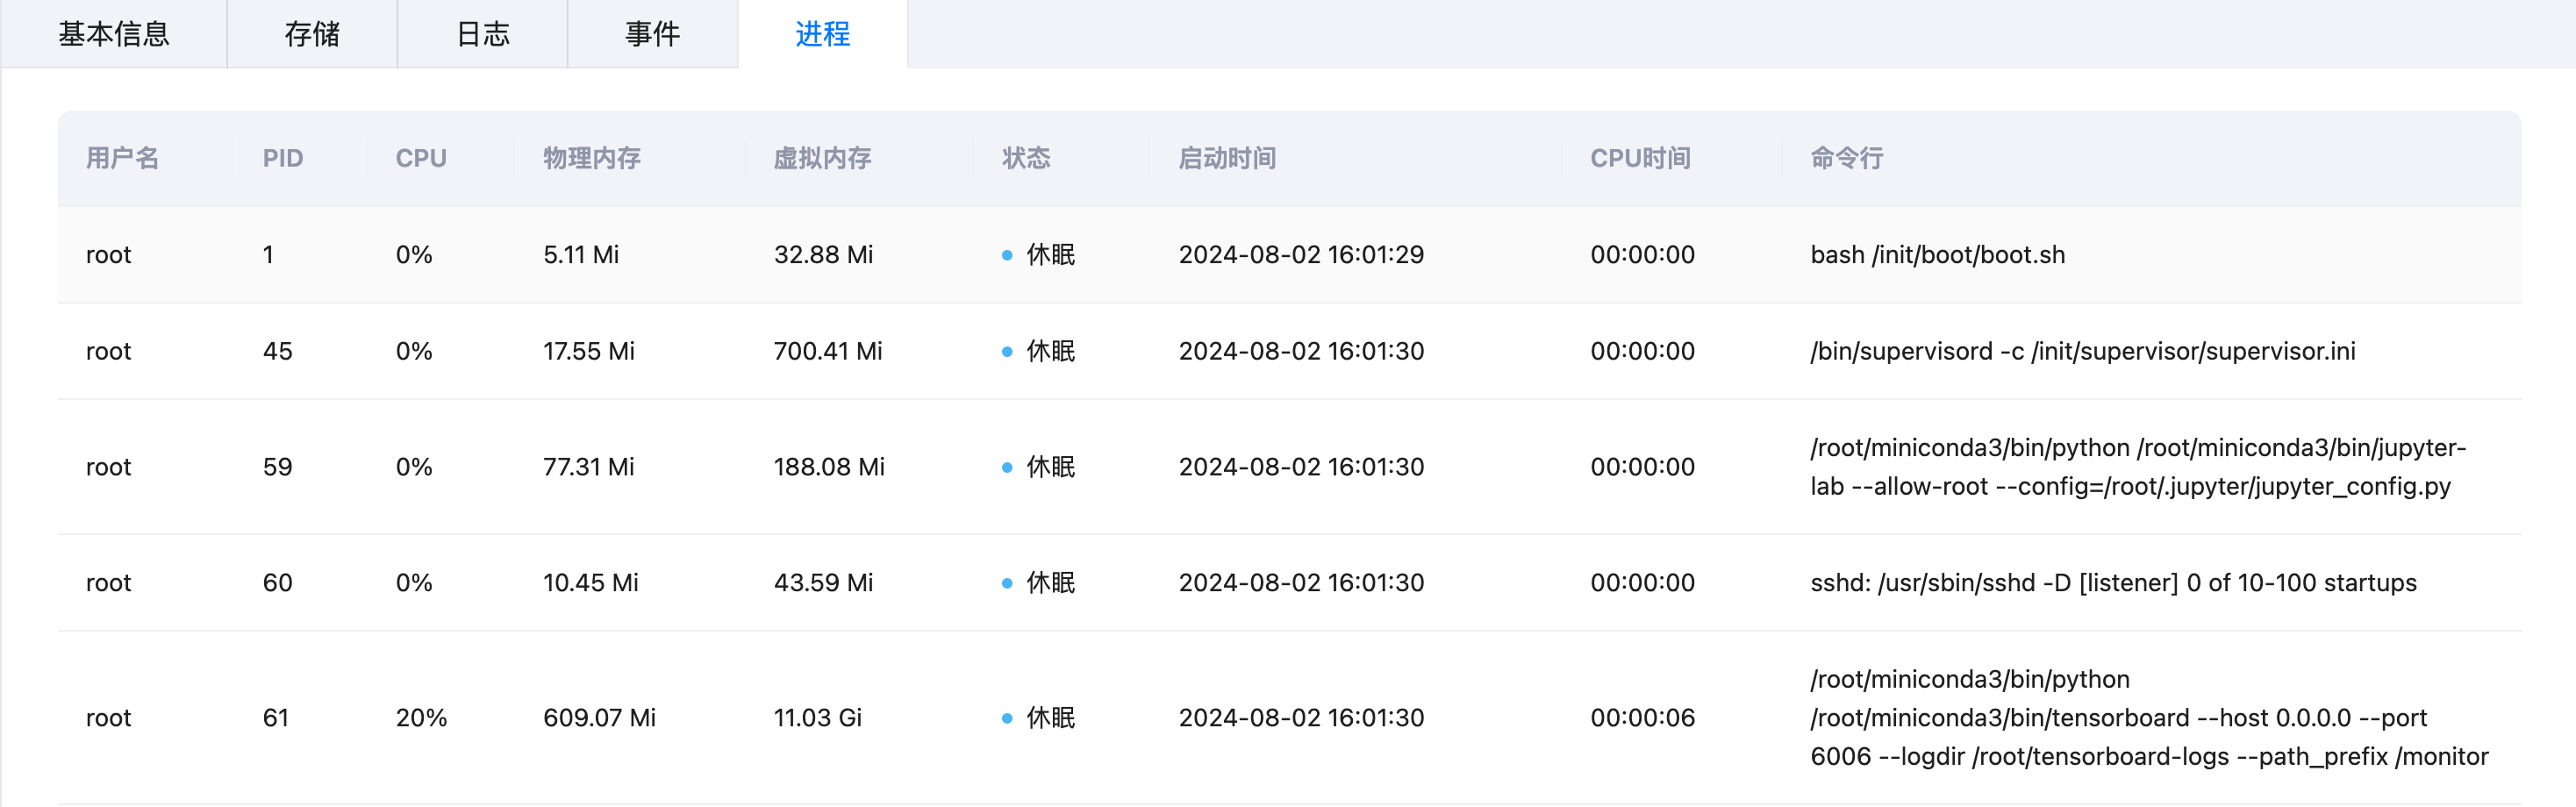 基本信息 存储 日志 事件 进程
用户名 PID CPU 物理内存 虚拟内存 状态 启动时间 CPU时间 命令行
root 1 0% 5.11 Mi 32.88 Mi 休眠 2024-08-02 16:01:29 00:00:00 bash /init/boot/boot.sh
root 45 0% 17.55 Mi 700.41 Mi 休眠 2024-08-02 16:01:30 00:00:00 /bin/supervisord -c /init/supervisor/supervisor.ini
root 59 0% 77.31 Mi 188.08 Mi 休眠 2024-08-02 16:01:30 00:00:00 /root/miniconda3/bin/python /root/miniconda3/bin/jupyter-
lab --allow-root --config=/root/.jupyter/jupyter_config.py
root 60 0% 10.45 Mi 43.59 Mi 休眠 2024-08-02 16:01:30 00:00:00 sshd: /usr/sbin/sshd -D [listener] 0 of 10-100 startups
root 61 20% 609.07 Mi 11.03 Gi 休眠 2024-08-02 16:01:30 00:00:06 /root/miniconda3/bin/python
/root/miniconda3/bin/tensorboard --host 0.0.0.0 --port
6006 --logdir /root/tensorboard-logs --path_prefix /monitor